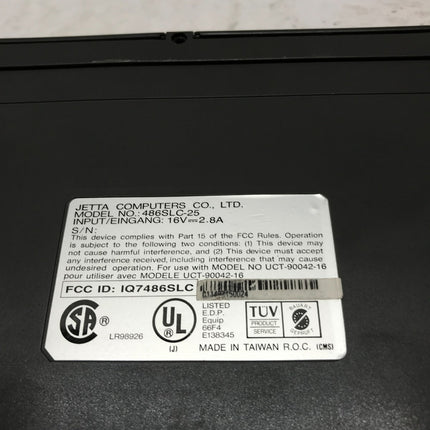 JETTA COMPUTERS CO., LTD.
MODEL NO.: 486SLC-25
INPUT/EINGANG: 16V⎓2.8A
S/N:
This device complies with Part 15 of the FCC Rules. Operation
is subject to the following two conditions: (1) This device may
not cause harmful interference, and (2) this device must accept
any interference received, including interference that may cause
undesired operation. For use with MODEL NO UCT-90042-16
pour utiliser avec MODELE UCT-90042-16
FCC ID: IQ7486SLC
SA
LR98926
UL
(J)
LISTED
E.D.P.
Equip
66F4
E138345
TUV
PRODUCT
SERVICE
BAUART
GEPRÜFT
MADE IN TAIWAN R.O.C. (CMS)